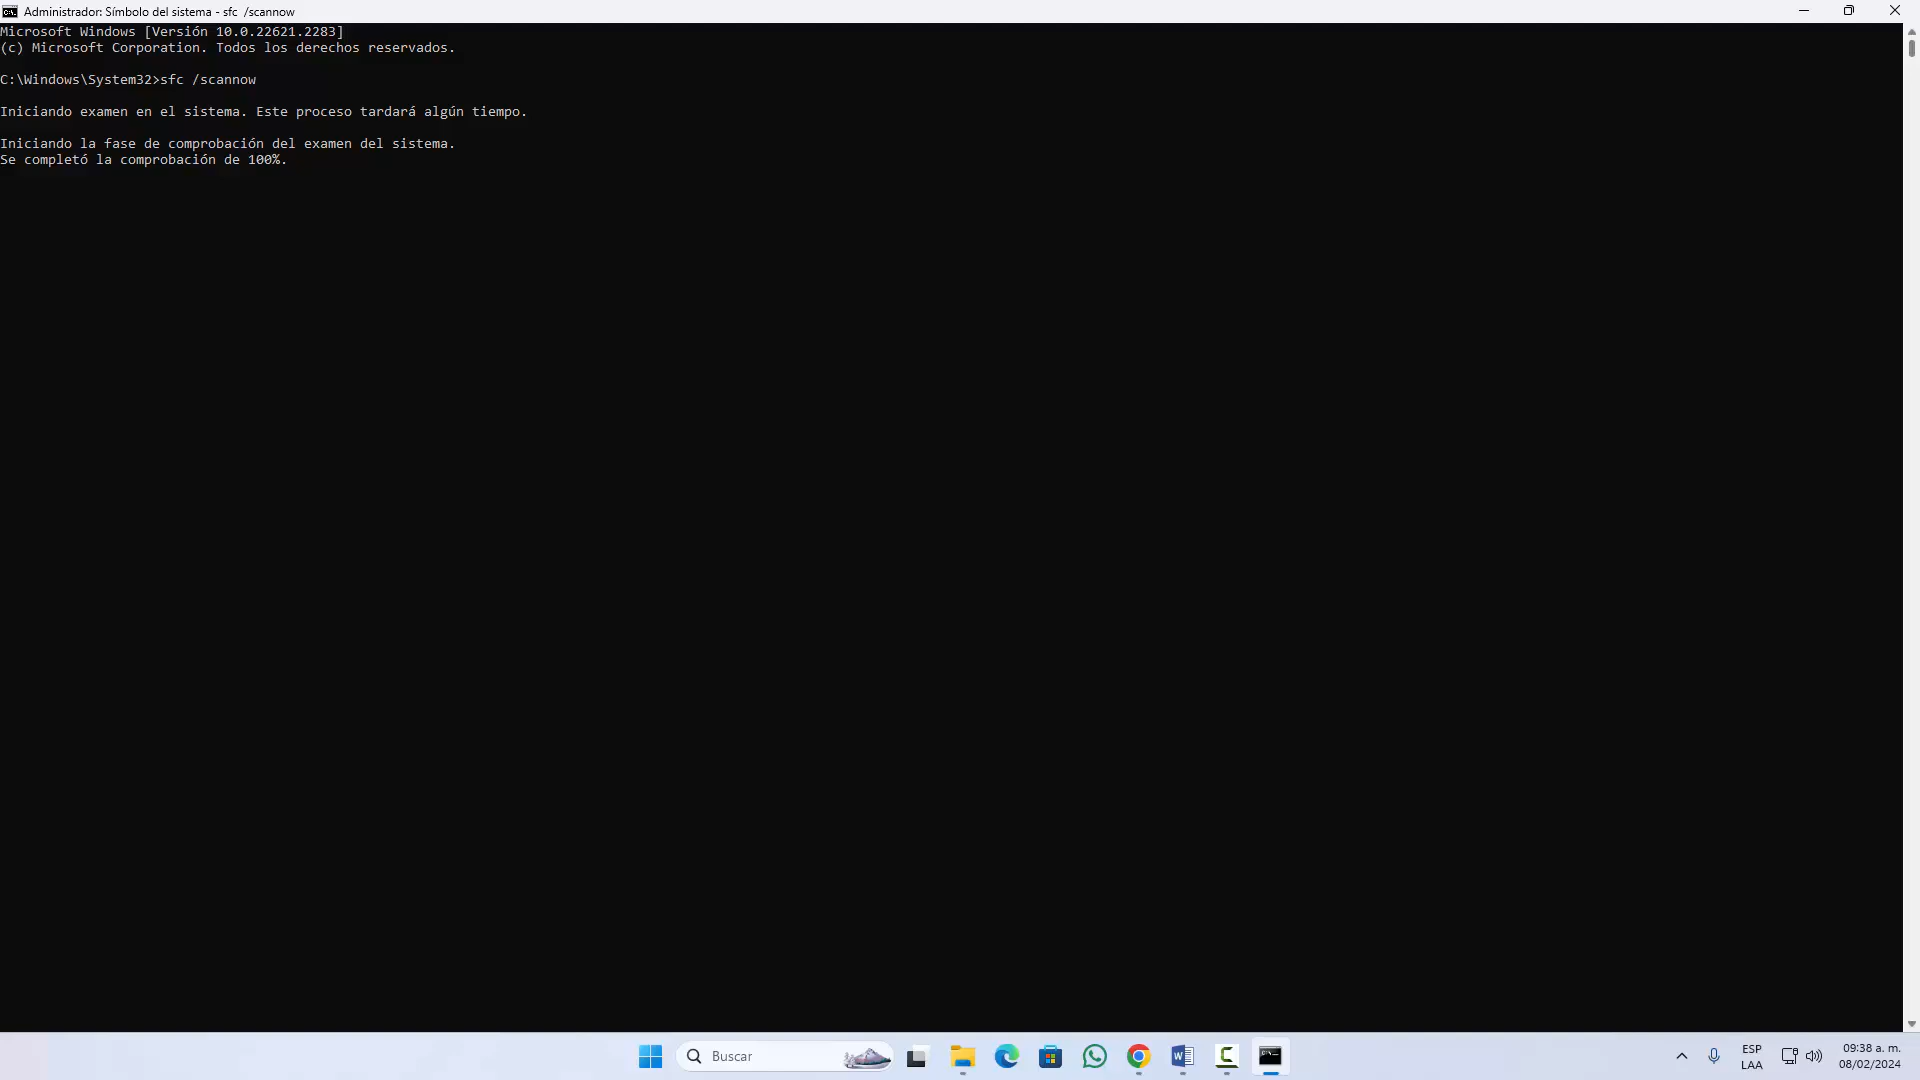 Administrador: Símbolo del sistema - sfc  /scannow
Microsoft Windows [Versión 10.0.22621.2283]
(c) Microsoft Corporation. Todos los derechos reservados.
C:\Windows\System32>sfc /scannow
Iniciando examen en el sistema. Este proceso tardará algún tiempo.
Iniciando la fase de comprobación del examen del sistema.
Se completó la comprobación de 100%.
Buscar
ESP
LAA
09:38 a. m.
08/02/2024